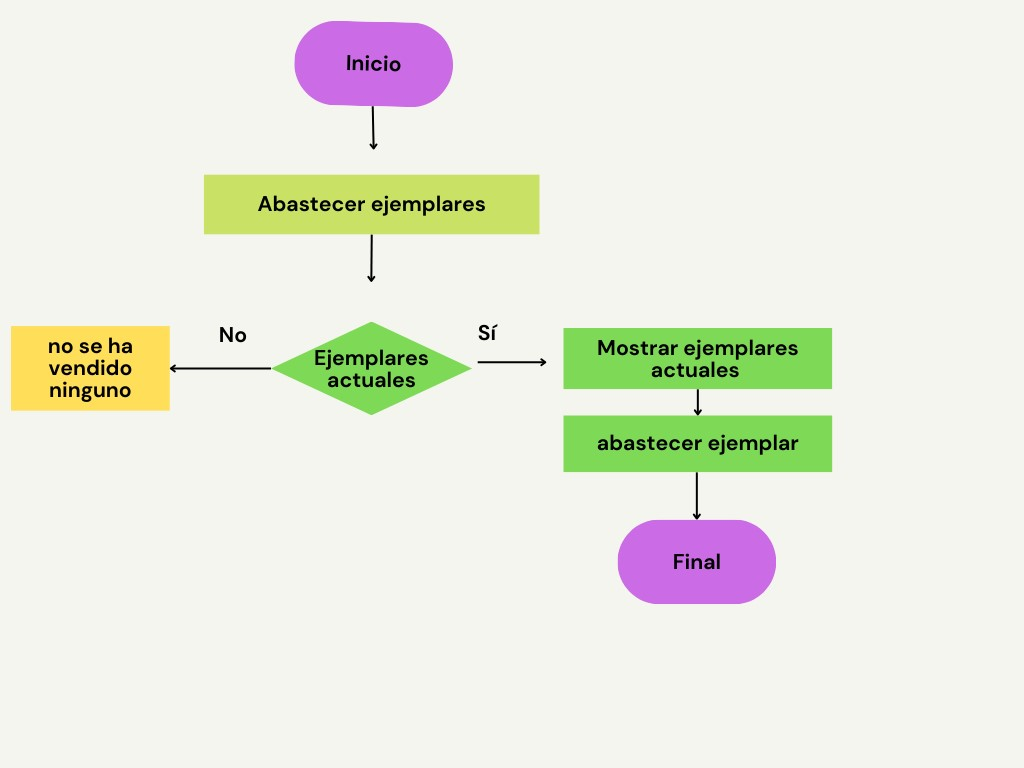 Inicio
Abastecer ejemplares
No
Sí
no se ha
vendido
ninguno
Ejemplares
actuales
Mostrar ejemplares
actuales
abastecer ejemplar
Final